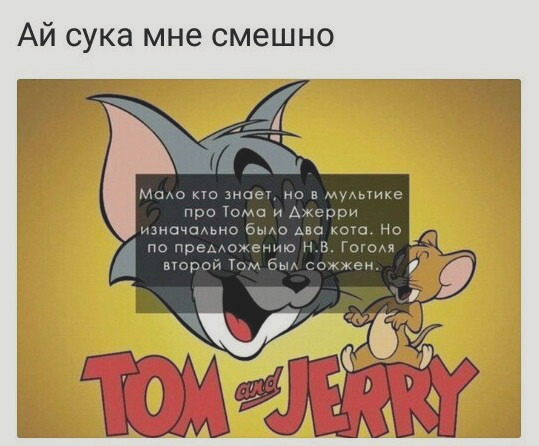 Ай сука мне смешно
Мало кто знает, но в мультике
про Тома и Джерри
изначально было два кота. Но
по предложению Н.В. Гоголя
второй Том был сожжен.
TOM and JERRY